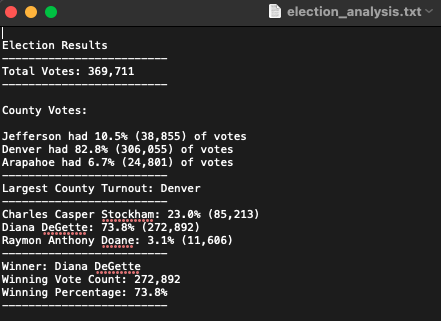 election_analysis.txt
Election Results
-------------------------
Total Votes: 369,711
-------------------------
County Votes:
Jefferson had 10.5% (38,855) of votes
Denver had 82.8% (306,055) of votes
Arapahoe had 6.7% (24,801) of votes
-------------------------
Largest County Turnout: Denver
-------------------------
Charles Casper Stockham: 23.0% (85,213)
Diana DeGette: 73.8% (272,892)
Raymon Anthony Doane: 3.1% (11,606)
-------------------------
Winner: Diana DeGette
Winning Vote Count: 272,892
Winning Percentage: 73.8%
-------------------------